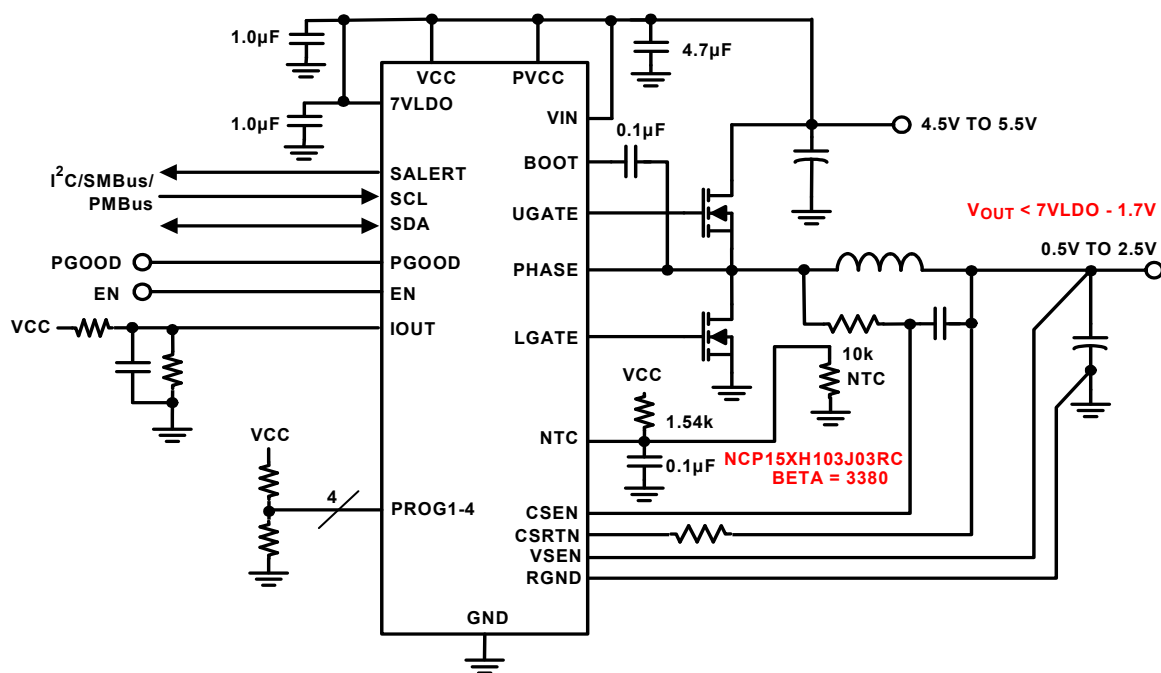 1.0µF
4.7µF
VCC
PVCC
7VLDO
VIN
1.0µF
0.1µF
4.5V TO 5.5V
BOOT
I²C/SMBus/
PMBus
SALERT
SCL
SDA
UGATE
VOUT < 7VLDO - 1.7V
0.5V TO 2.5V
PGOOD
PGOOD
PHASE
EN
EN
VCC
IOUT
LGATE
10k
NTC
VCC
1.54k
NTC
0.1µF
NCP15XH103J03RC
BETA = 3380
VCC
4
PROG1-4
CSEN
CSRTN
VSEN
RGND
GND